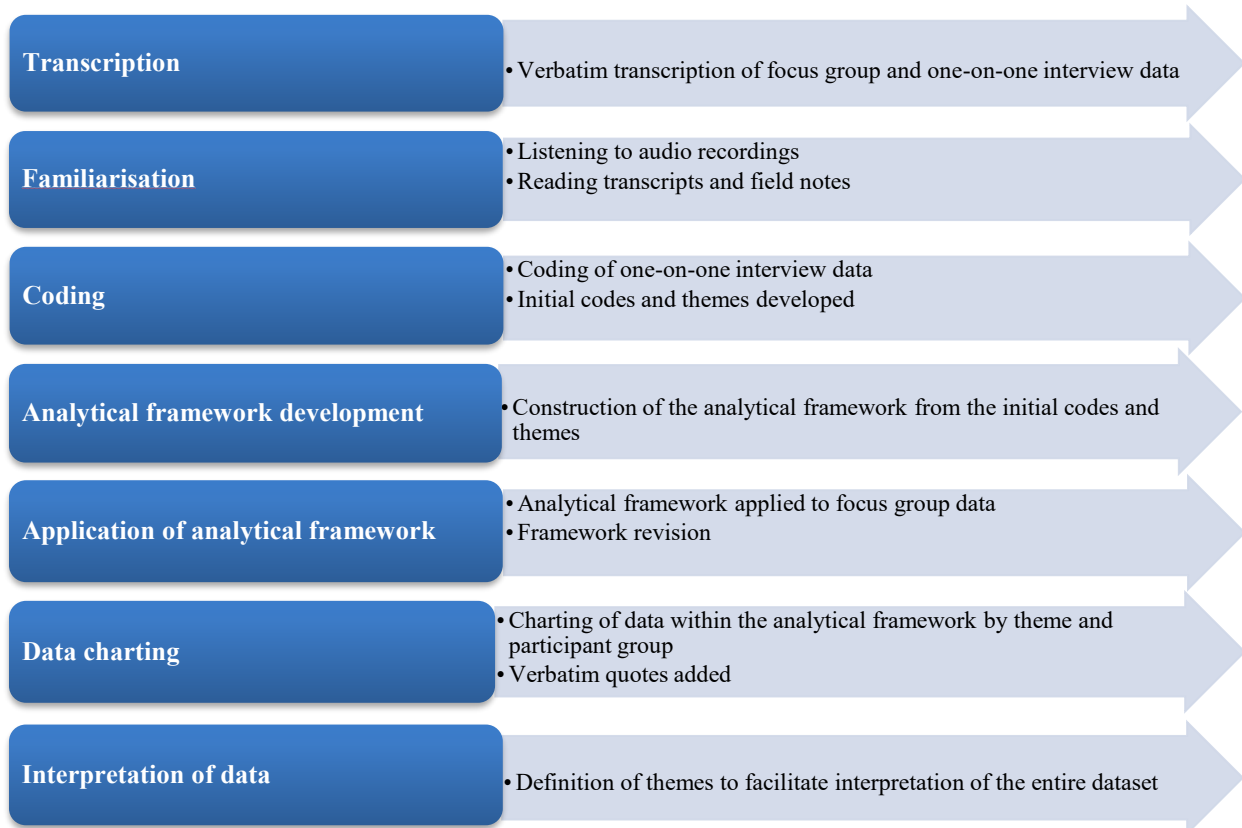 Transcription
• Verbatim transcription of focus group and one-on-one interview data
Familiarisation
• Listening to audio recordings
• Reading transcripts and field notes
Coding
• Coding of one-on-one interview data
• Initial codes and themes developed
Analytical framework development
• Construction of the analytical framework from the initial codes and
themes
Application of analytical framework
• Analytical framework applied to focus group data
• Framework revision
Data charting
• Charting of data within the analytical framework by theme and
participant group
• Verbatim quotes added
Interpretation of data
• Definition of themes to facilitate interpretation of the entire dataset